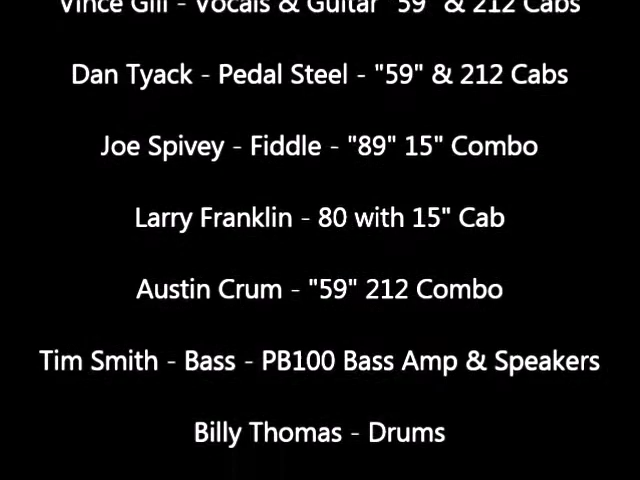 Vince Gill - Vocals & Guitar "59" & 212 Cabs
Dan Tyack - Pedal Steel - "59" & 212 Cabs
Joe Spivey - Fiddle - "89" 15" Combo
Larry Franklin - 80 with 15" Cab
Austin Crum - "59" 212 Combo
Tim Smith - Bass - PB100 Bass Amp & Speakers
Billy Thomas - Drums